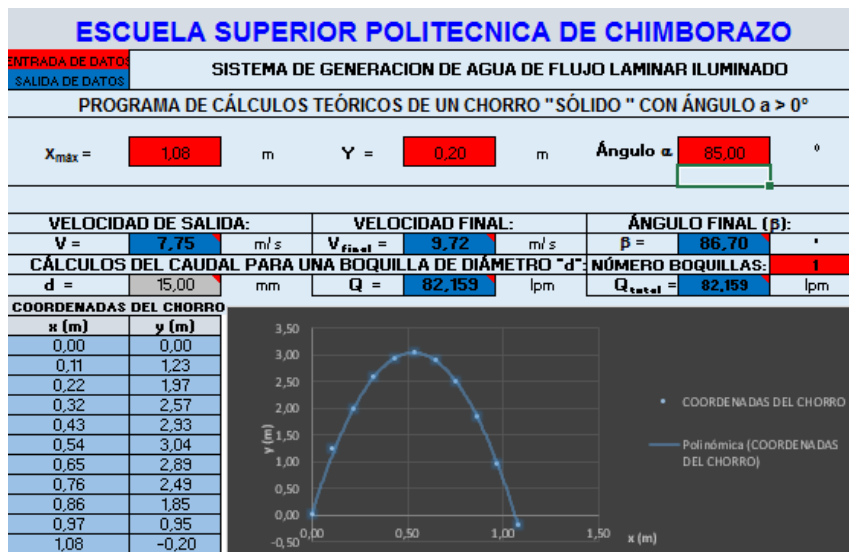 ESCUELA SUPERIOR POLITECNICA DE CHIMBORAZO
ENTRADA DE DATOS
SALIDA DE DATOS
SISTEMA DE GENERACION DE AGUA DE FLUJO LAMINAR ILUMINADO
PROGRAMA DE CÁLCULOS TEÓRICOS DE UN CHORRO "SÓLIDO " CON ÁNGULO a > 0°
Xmáx = 1,08 m Y = 0,20 m Ángulo α 85,00 °
VELOCIDAD DE SALIDA: VELOCIDAD FINAL: ÁNGULO FINAL (β):
V = 7,75 m/s Vfinal = 9,72 m/s β = 86,70 °
CÁLCULOS DEL CAUDAL PARA UNA BOQUILLA DE DIÁMETRO "d": NÚMERO BOQUILLAS: 1
d = 15,00 mm Q = 82,159 lpm Qtotal = 82,159 lpm
COORDENADAS DEL CHORRO
x (m) y (m)
0,00 0,00
0,11 1,23
0,22 1,97
0,32 2,57
0,43 2,93
0,54 3,04
0,65 2,89
0,76 2,49
0,86 1,85
0,97 0,95
1,08 -0,20
3,50
3,00
2,50
2,00
1,50
1,00
0,50
0,00
-0,50
y (m)
0,00 0,50 1,00 1,50 x (m)
COORDENADAS DEL CHORRO
Polinómica (COORDENADAS
DEL CHORRO)